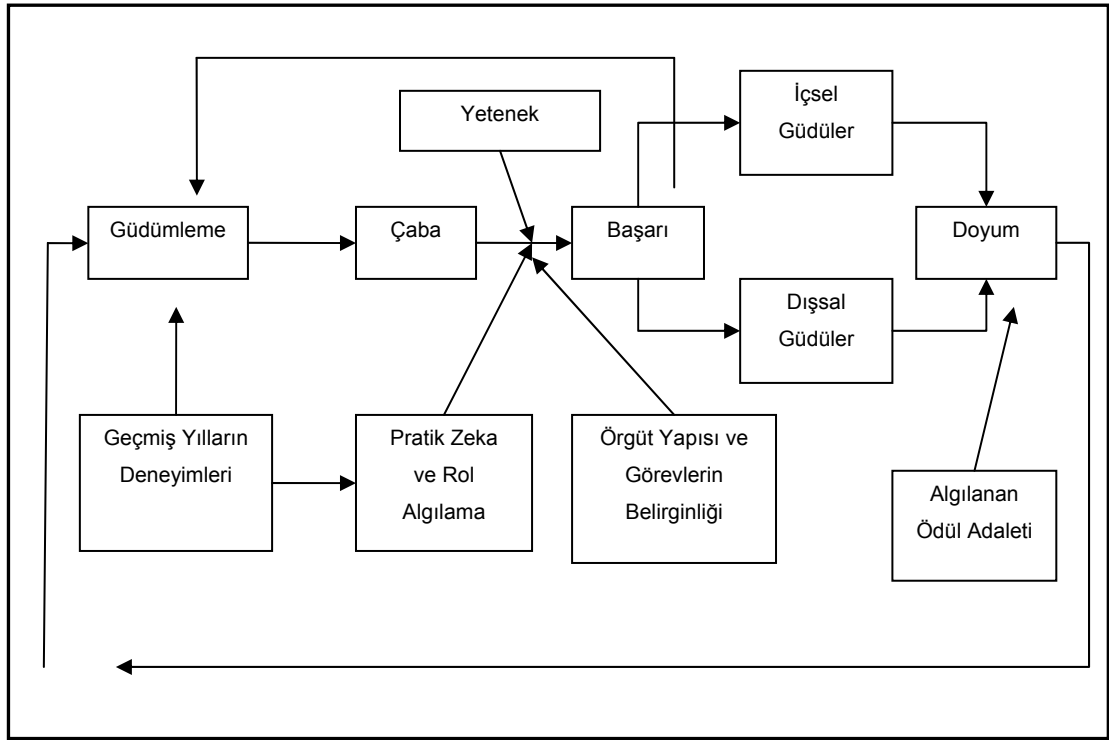 İçsel
Güdüler
Yetenek
Güdümleme
Çaba
Başarı
Doyum
Dışsal
Güdüler
Geçmiş Yılların
Deneyimleri
Pratik Zeka
ve Rol
Algılama
Örgüt Yapısı ve
Görevlerin
Belirginliği
Algılanan
Ödül Adaleti